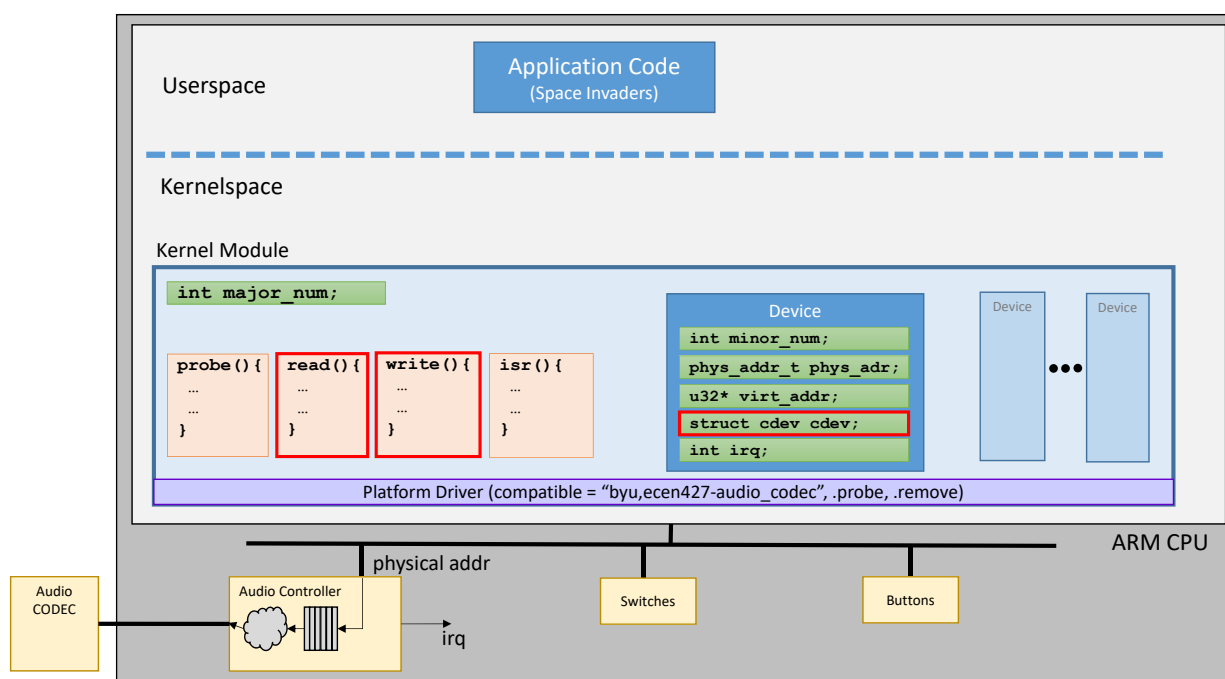 Userspace
Application Code
(Space Invaders)
Kernelspace
Kernel Module
int major_num;
probe(){
…
…
}
read(){
…
…
}
write(){
…
…
}
isr(){
…
…
}
Device
int minor_num;
phys_addr_t phys_adr;
u32* virt_addr;
struct cdev cdev;
int irq;
Device
•••
Device
Platform Driver (compatible = “byu,ecen427-audio_codec”, .probe, .remove)
ARM CPU
physical addr
Audio
CODEC
Audio Controller
irq
Switches
Buttons